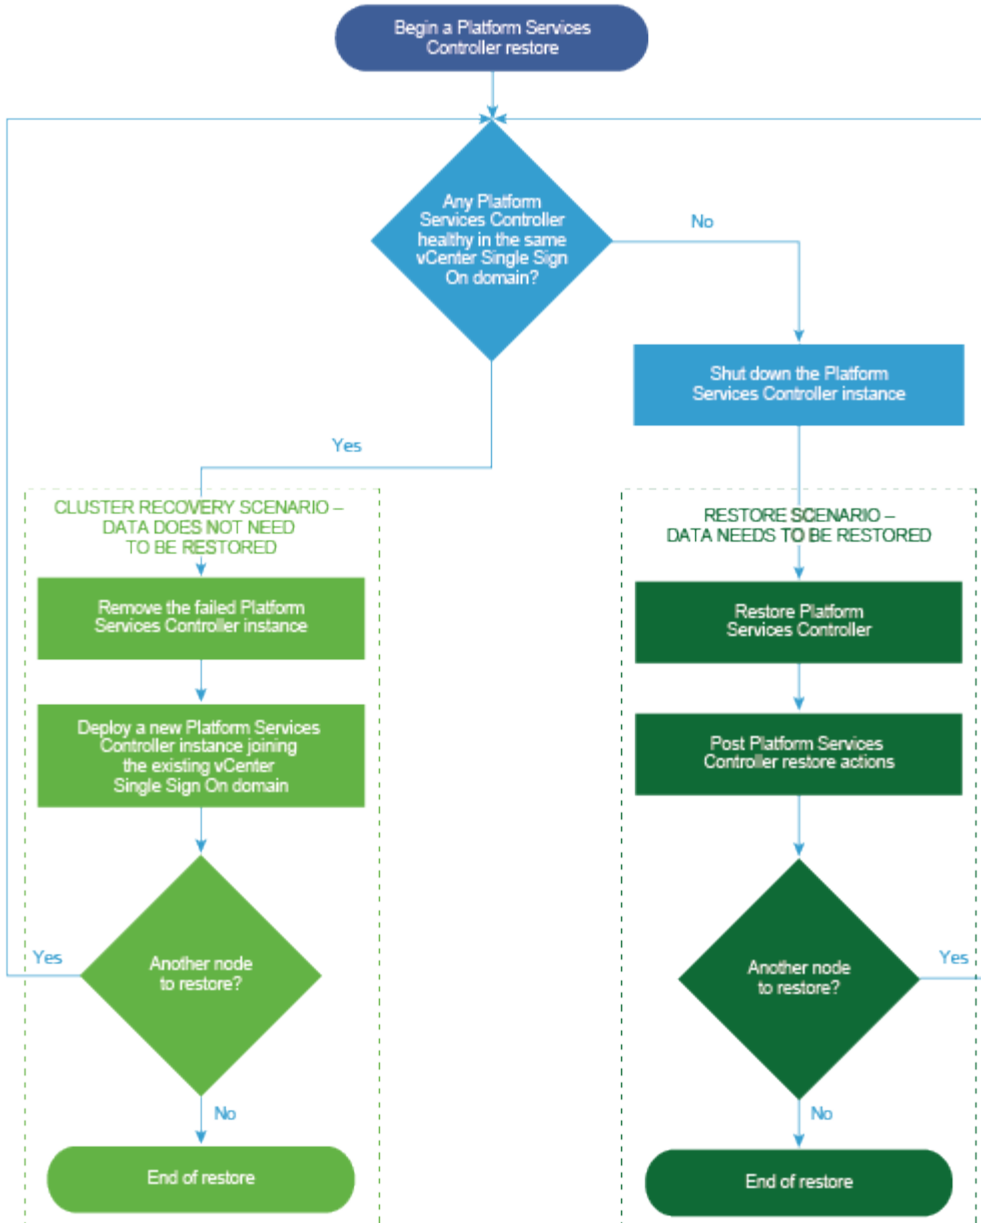 Begin a Platform Services
Controller restore
Any Platform
Services Controller
healthy in the same
vCenter Single Sign
On domain?
No
Shut down the Platform
Services Controller instance
Yes
CLUSTER RECOVERY SCENARIO –
DATA DOES NOT NEED
TO BE RESTORED
Remove the failed Platform
Services Controller instance
Deploy a new Platform Services
Controller instance joining
the existing vCenter
Single Sign On domain
Another node
to restore?
Yes
No
End of restore
RESTORE SCENARIO –
DATA NEEDS TO BE RESTORED
Restore Platform
Services Controller
Post Platform Services
Controller restore actions
Another node
to restore?
Yes
No
End of restore